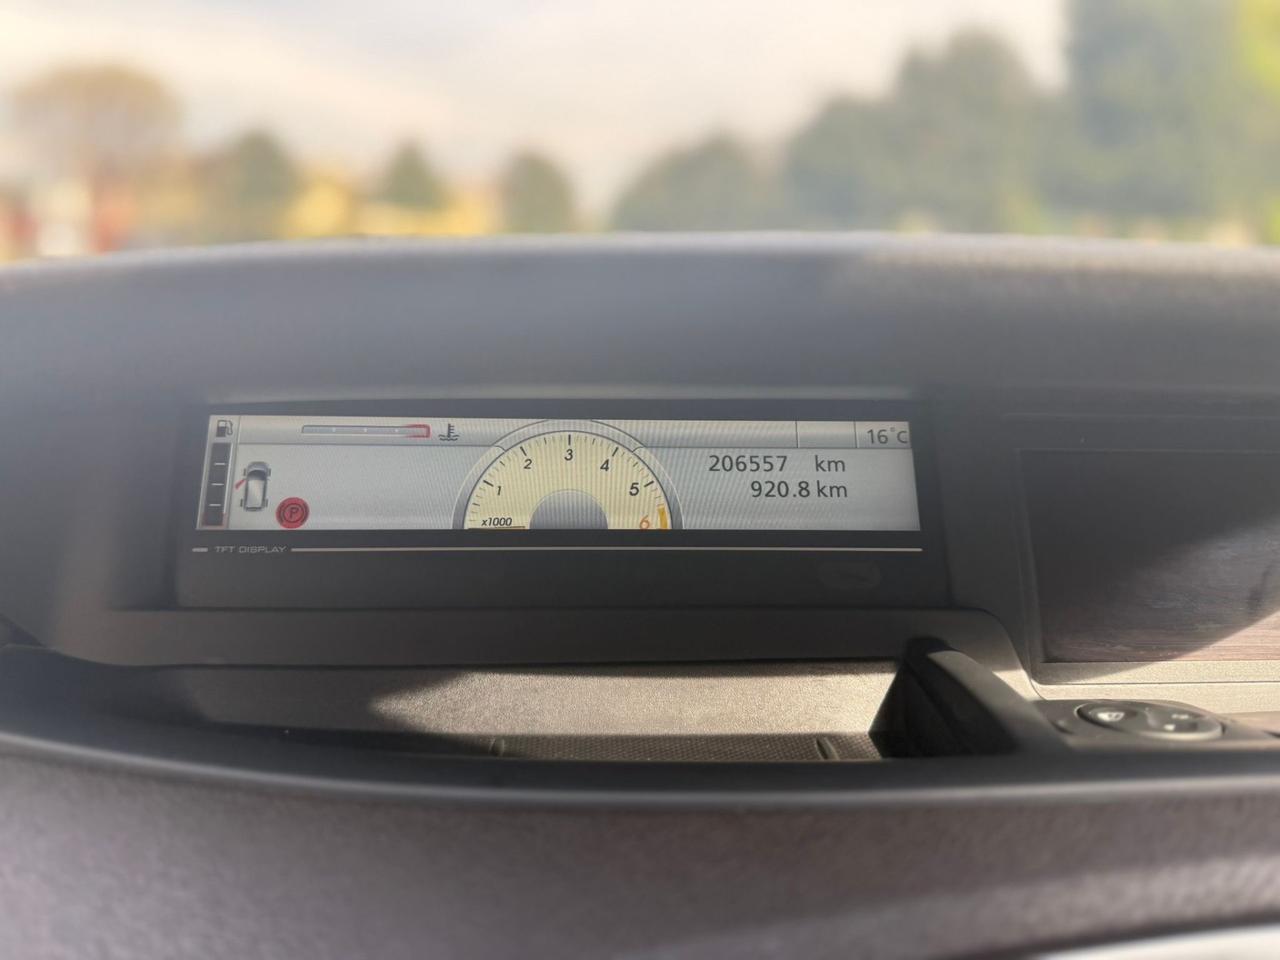 16°C
206557 km
920.8 km
1 2 3 4 5 6
x1000
P
TFT DISPLAY